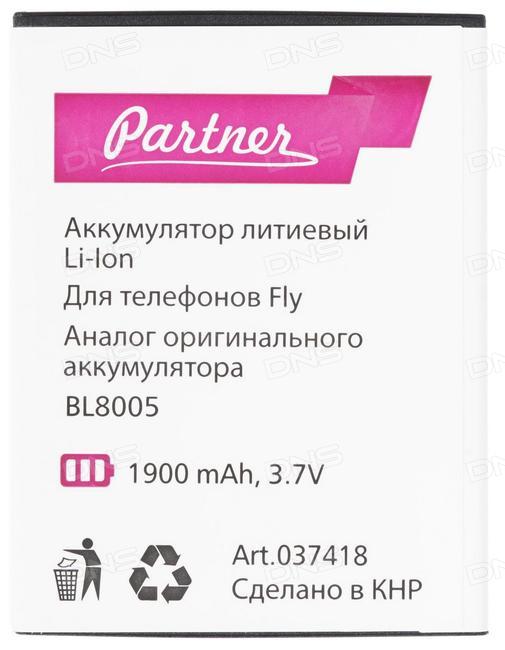 Partner
Аккумулятор литиевый
Li-Ion
Для телефонов Fly
Аналог оригинального
аккумулятора
BL8005
1900 mAh, 3.7V
Art.037418
Сделано в КНР
DNS